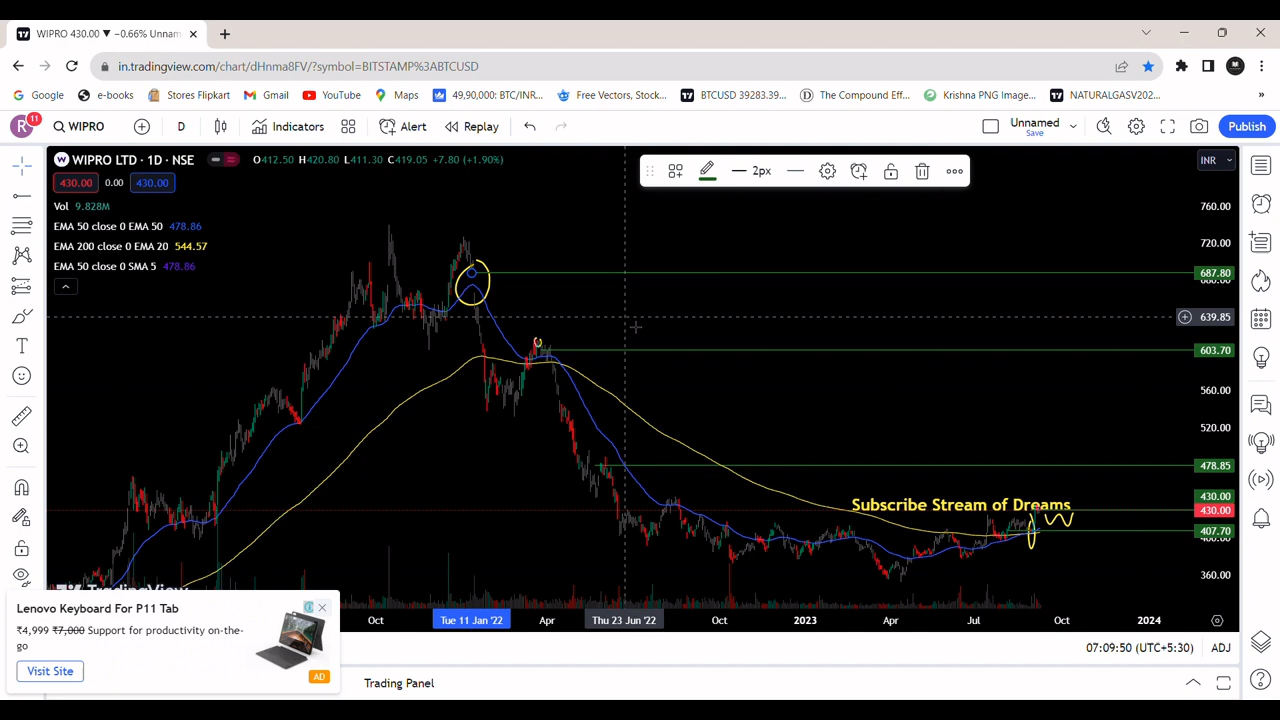 WIPRO 430.00 ▼ −0.66% Unnam
in.tradingview.com/chart/dHnma8FV/?symbol=BITSTAMP%3ABTCUSD
Google e-books Stores Flipkart Gmail YouTube Maps 49,90,000: BTC/INR... Free Vectors, Stock... BTCUSD 39283.39... The Compound Eff... Krishna PNG Image... NATURALGASV32... »
R 11 WIPRO D Indicators Alert Replay Unnamed Save Publish
WIPRO LTD · 1D · NSE O412.50 H420.80 L411.30 C419.05 +7.80 (+1.90%) 2px INR
430.00 0.00 430.00
Vol 9.828M
EMA 50 close 0 EMA 50 478.86
EMA 200 close 0 EMA 20 544.57
EMA 50 close 0 SMA 5 478.86
760.00
720.00
687.80
639.85
603.70
560.00
520.00
478.85
430.00
Subscribe Stream of Dreams
430.00
407.70
360.00
TradingView
Oct Tue 11 Jan '22 Apr Thu 23 Jun '22 Oct 2023 Apr Jul Oct 2024
Lenovo Keyboard For P11 Tab
₹4,999 ₹7,000 Support for productivity on-the-
go
Visit Site
AD
07:09:50 (UTC+5:30) ADJ
Trading Panel